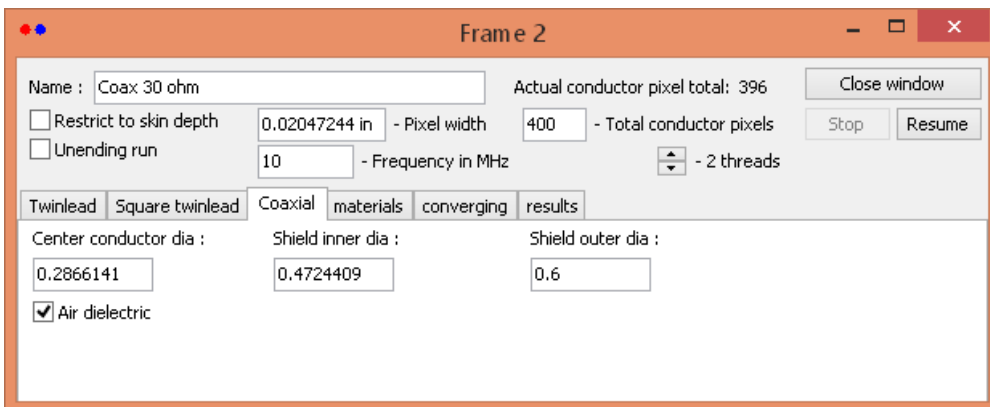 Frame 2
Name : Coax 30 ohm Actual conductor pixel total: 396 Close window
Restrict to skin depth 0.02047244 in - Pixel width 400 - Total conductor pixels Stop Resume
Unending run 10 - Frequency in MHz - 2 threads
Twinlead Square twinlead Coaxial materials converging results
Center conductor dia : Shield inner dia : Shield outer dia :
0.2866141 0.4724409 0.6
Air dielectric